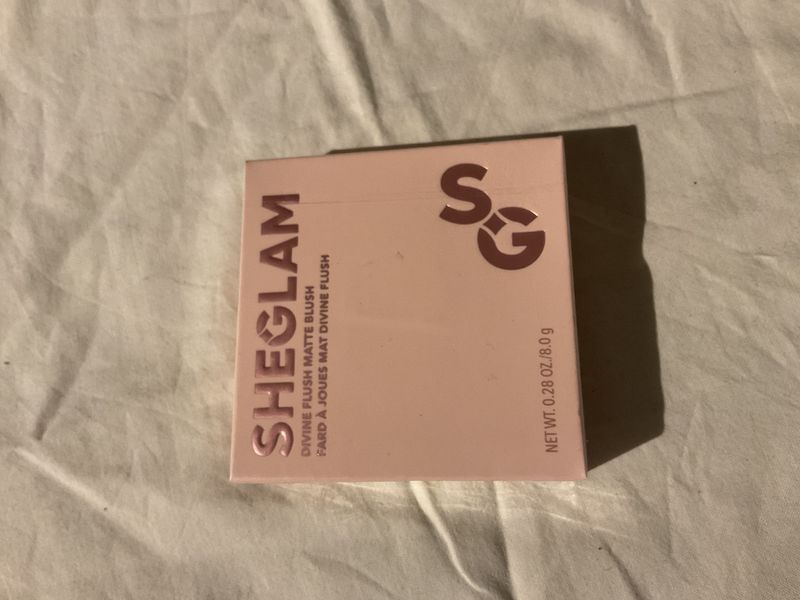 SHEGLAM
DIVINE FLUSH MATTE BLUSH
FARD À JOUES MAT DIVINE FLUSH
SG
NET WT. 0.28 OZ./8.0 g